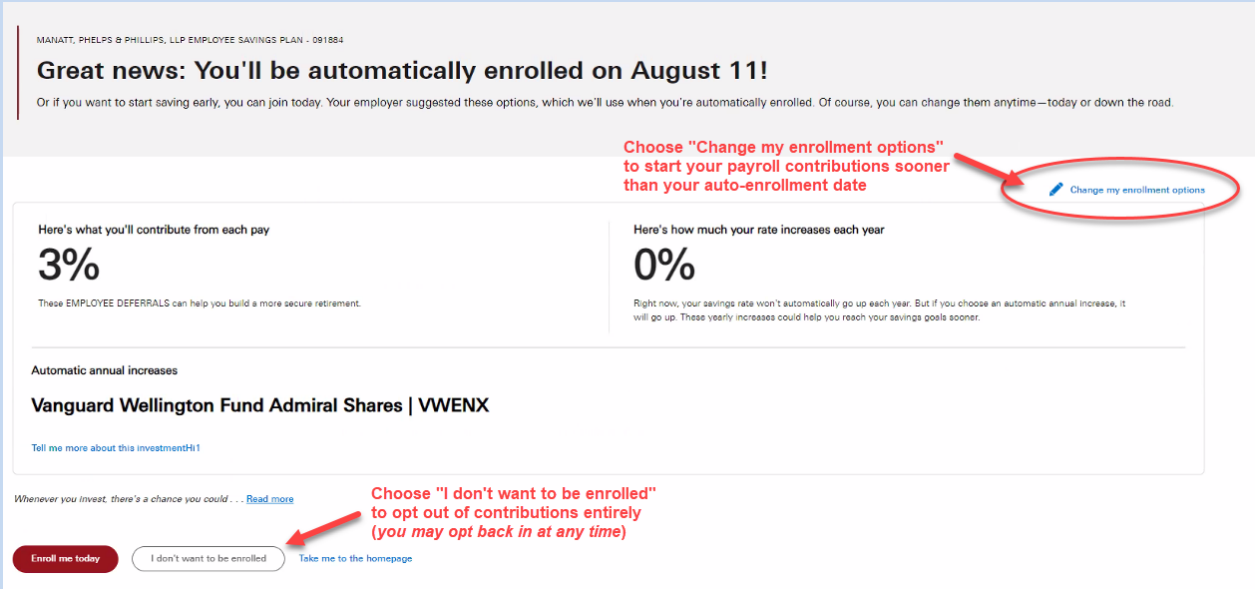 MANATT, PHELPS & PHILLIPS, LLP EMPLOYEE SAVINGS PLAN - 091884
Great news: You'll be automatically enrolled on August 11!
Or if you want to start saving early, you can join today. Your employer suggested these options, which we'll use when you're automatically enrolled. Of course, you can change them anytime—today or down the road.
Choose "Change my enrollment options"
to start your payroll contributions sooner
than your auto-enrollment date
Change my enrollment options
Here's what you'll contribute from each pay
3%
These EMPLOYEE DEFERRALS can help you build a more secure retirement.
Here's how much your rate increases each year
0%
Right now, your savings rate won't automatically go up each year. But if you choose an automatic annual increase, it
will go up. These yearly increases could help you reach your savings goals sooner.
Automatic annual increases
Vanguard Wellington Fund Admiral Shares | VWENX
Tell me more about this investmentHi1
Whenever you invest, there's a chance you could . . . Read more
Choose "I don't want to be enrolled"
to opt out of contributions entirely
(you may opt back in at any time)
Enroll me today
I don't want to be enrolled
Take me to the homepage